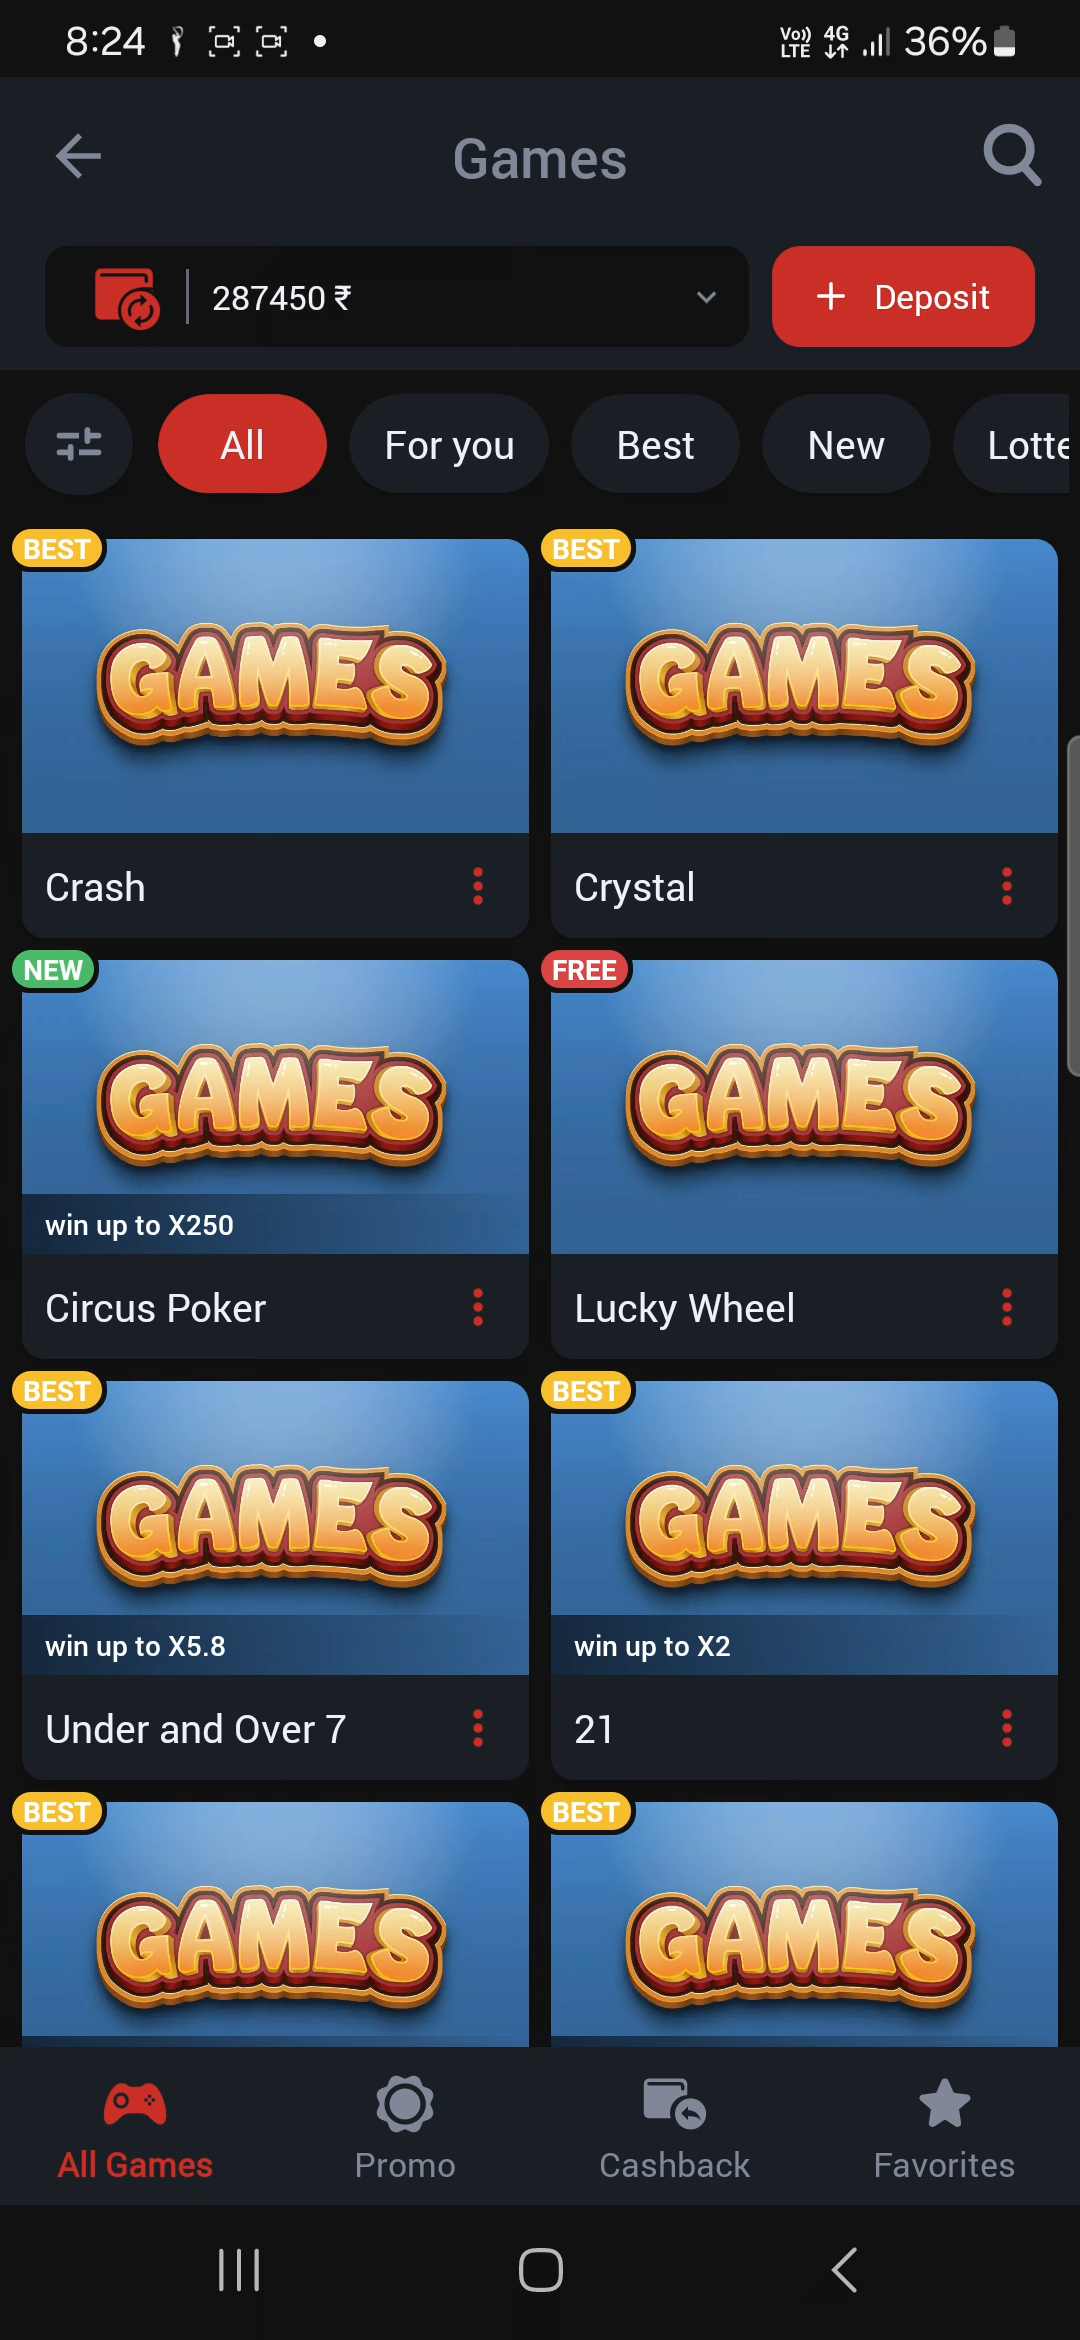 8:24
Vo)) LTE 4G 36%
Games
287450 ₹
+ Deposit
All For you Best New Lotte
BEST BEST
GAMES GAMES
Crash Crystal
NEW FREE
GAMES GAMES
win up to X250
Circus Poker Lucky Wheel
BEST BEST
GAMES GAMES
win up to X5.8 win up to X2
Under and Over 7 21
BEST BEST
GAMES GAMES
All Games Promo Cashback Favorites